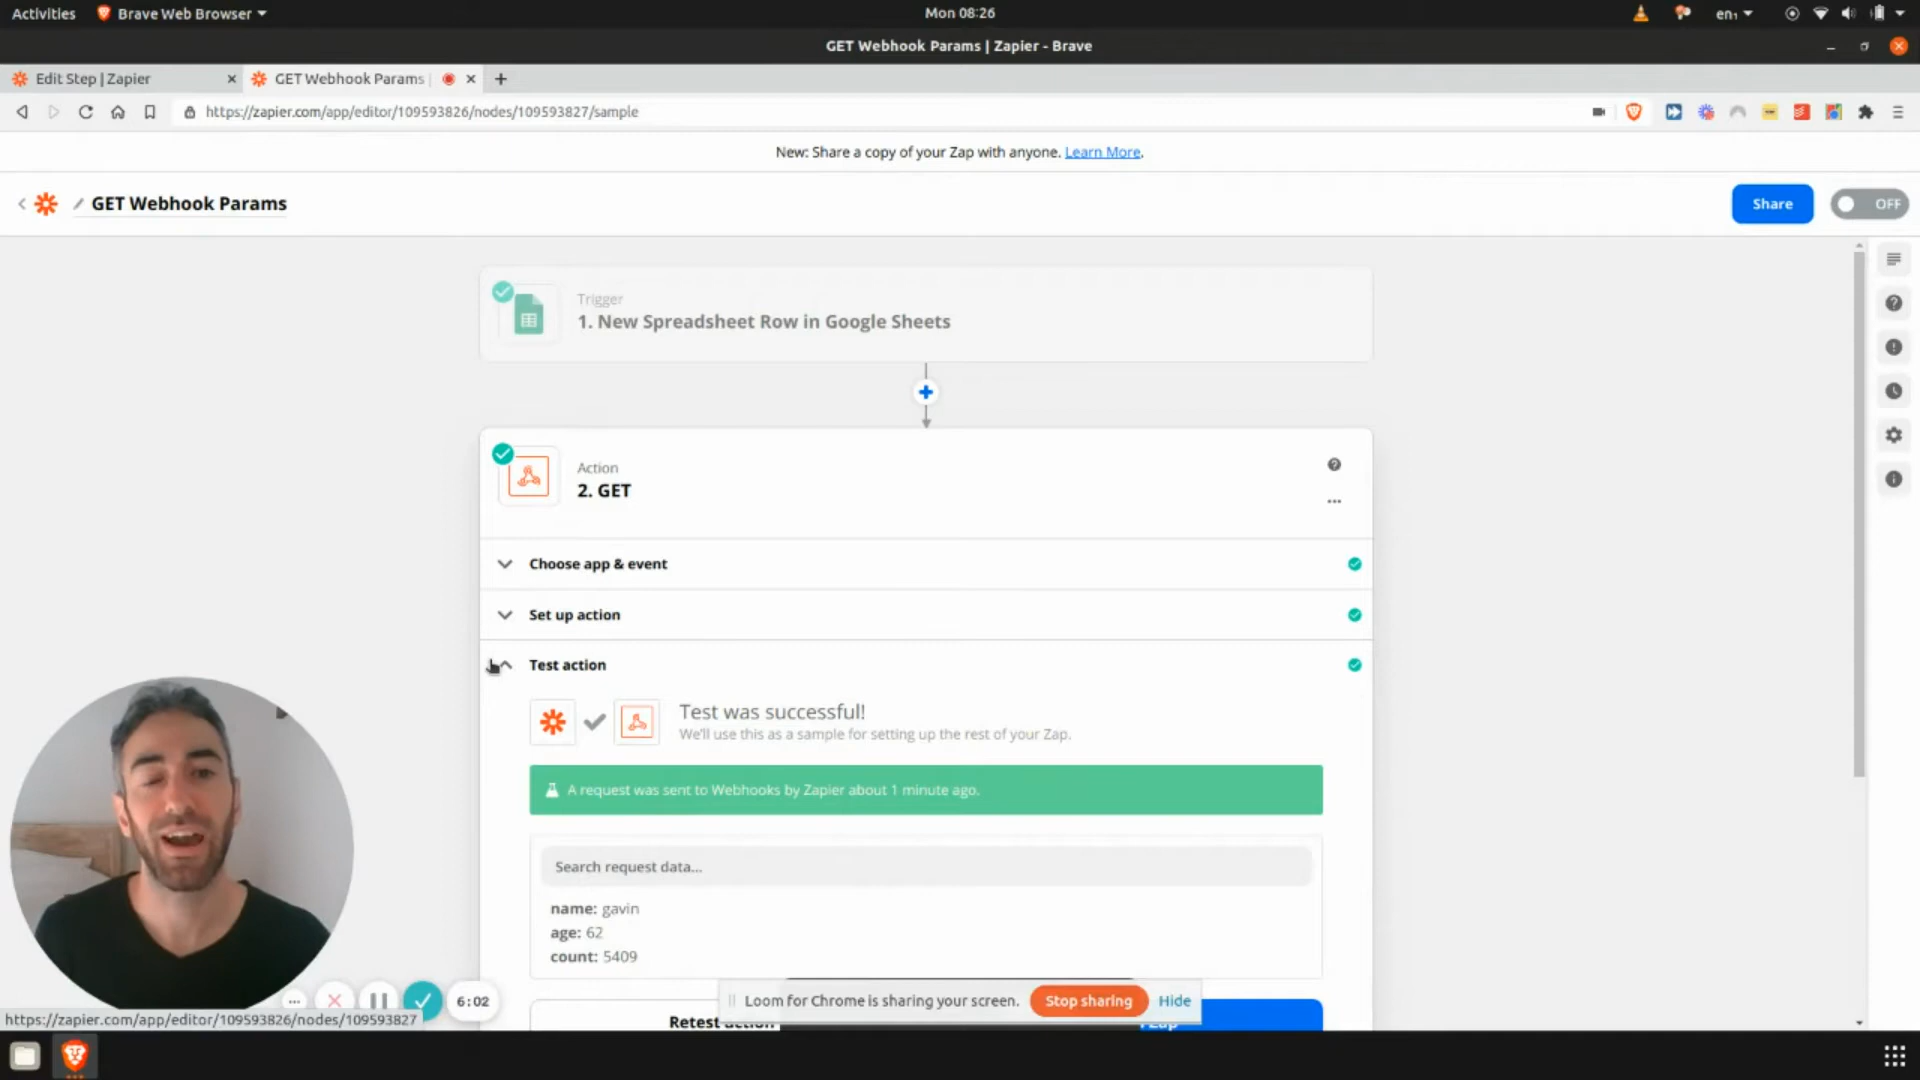 Activities
Brave Web Browser
Mon 08:26
en₁
GET Webhook Params | Zapier - Brave
Edit Step | Zapier
GET Webhook Params |
https://zapier.com/app/editor/109593826/nodes/109593827/sample
New: Share a copy of your Zap with anyone. Learn More.
GET Webhook Params
Share
OFF
Trigger
1. New Spreadsheet Row in Google Sheets
Action
2. GET
Choose app & event
Set up action
Test action
Test was successful!
We'll use this as a sample for setting up the rest of your Zap.
A request was sent to Webhooks by Zapier about 1 minute ago.
Search request data...
name: gavin
age: 62
count: 5409
6:02
Loom for Chrome is sharing your screen.
Stop sharing
Hide
https://zapier.com/app/editor/109593826/nodes/109593827
Retest action
Zap